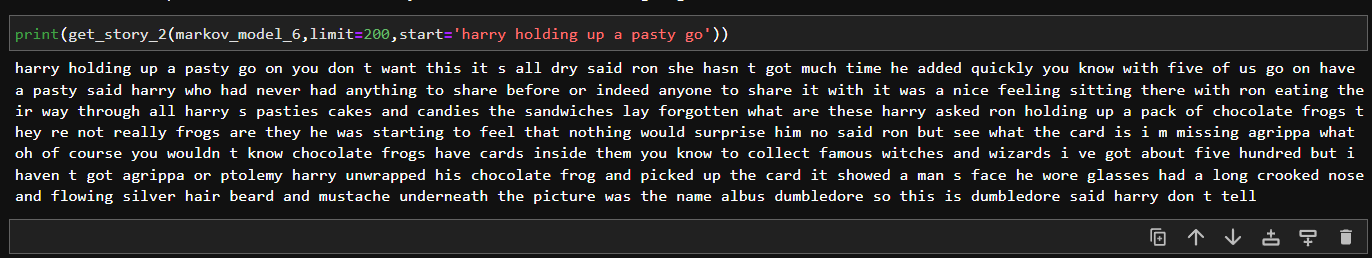 print(get_story_2(markov_model_6,limit=200,start='harry holding up a pasty go'))
harry holding up a pasty go on you don t want this it s all dry said ron she hasn t got much time he added quickly you know with five of us go on have
a pasty said harry who had never had anything to share before or indeed anyone to share it with it was a nice feeling sitting there with ron eating the
ir way through all harry s pasties cakes and candies the sandwiches lay forgotten what are these harry asked ron holding up a pack of chocolate frogs t
hey re not really frogs are they he was starting to feel that nothing would surprise him no said ron but see what the card is i m missing agrippa what
oh of course you wouldn t know chocolate frogs have cards inside them you know to collect famous witches and wizards i ve got about five hundred but i
haven t got agrippa or ptolemy harry unwrapped his chocolate frog and picked up the card it showed a man s face he wore glasses had a long crooked nose
and flowing silver hair beard and mustache underneath the picture was the name albus dumbledore so this is dumbledore said harry don t tell